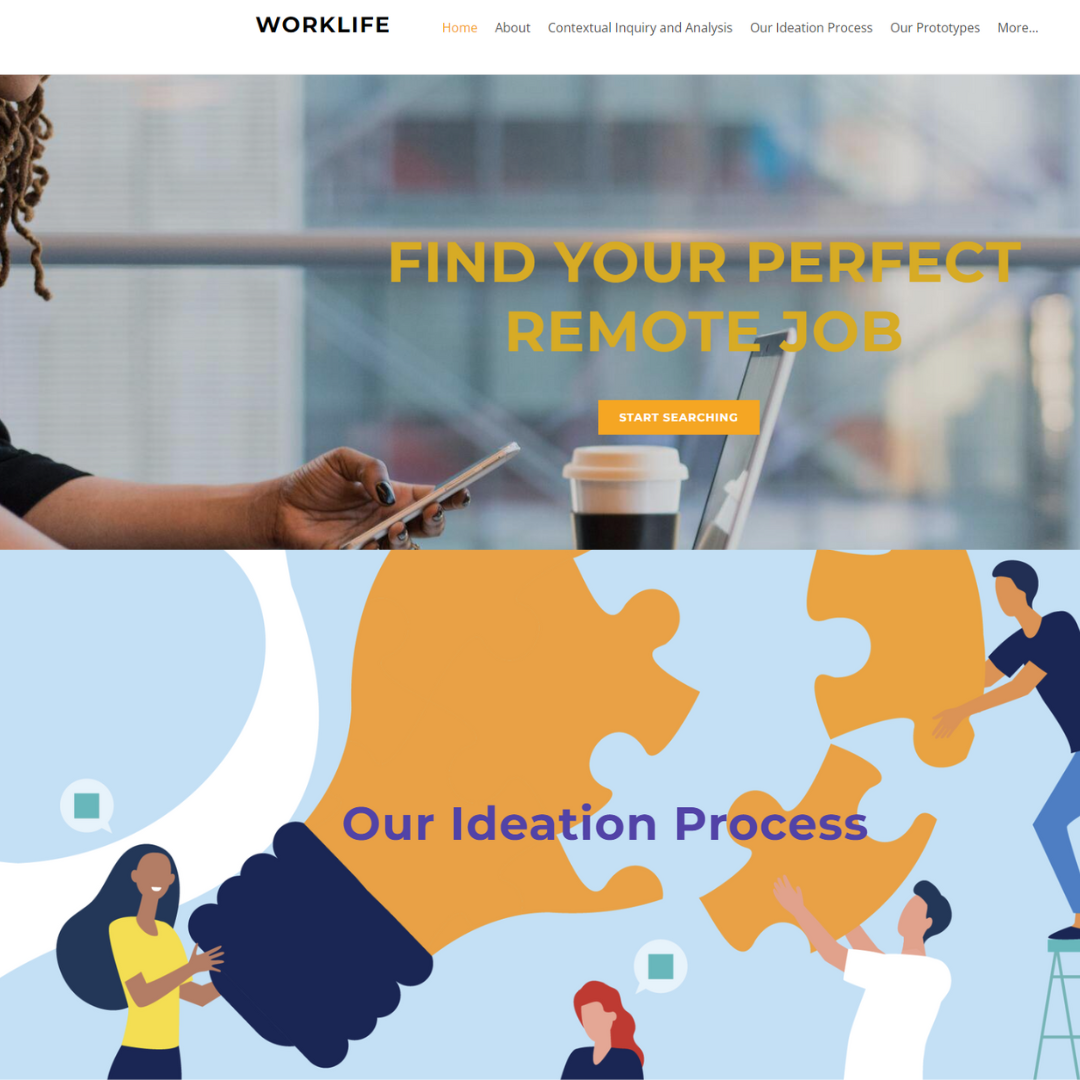 WORKLIFE
Home About Contextual Inquiry and Analysis Our Ideation Process Our Prototypes More...
FIND YOUR PERFECT
REMOTE JOB
START SEARCHING
Our Ideation Process